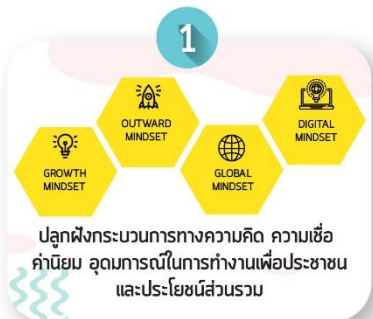 1
GROWTH
MINDSET
OUTWARD
MINDSET
GLOBAL
MINDSET
DIGITAL
MINDSET
ปลูกฝังกระบวนการทางความคิด ความเชื่อ
ค่านิยม อุดมการณ์ในการทำงานเพื่อประชาชน
และประโยชน์ส่วนรวม